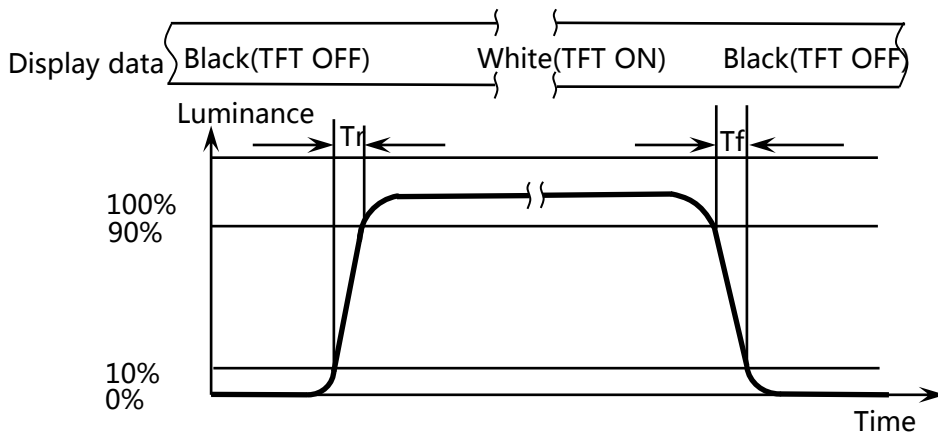 Display data Black(TFT OFF) White(TFT ON) Black(TFT OFF)
Luminance
Tr Tf
100%
90%
10%
0%
Time